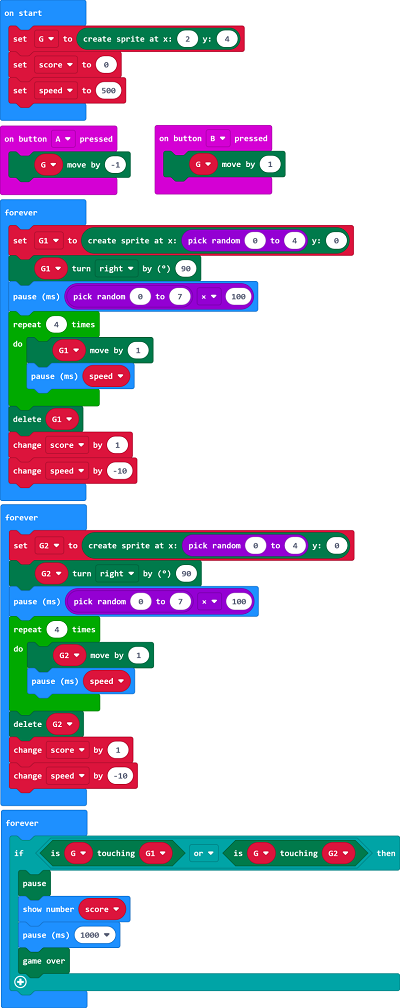 on start
set G to create sprite at x: 2 y: 4
set score to 0
set speed to 500
on button A pressed
G move by -1
on button B pressed
G move by 1
forever
set G1 to create sprite at x: pick random 0 to 4 y: 0
G1 turn right by (°) 90
pause (ms) pick random 0 to 7 × 100
repeat 4 times
do
G1 move by 1
pause (ms) speed
delete G1
change score by 1
change speed by -10
forever
set G2 to create sprite at x: pick random 0 to 4 y: 0
G2 turn right by (°) 90
pause (ms) pick random 0 to 7 × 100
repeat 4 times
do
G2 move by 1
pause (ms) speed
delete G2
change score by 1
change speed by -10
forever
if is G touching G1 or is G touching G2 then
pause
show number score
pause (ms) 1000
game over